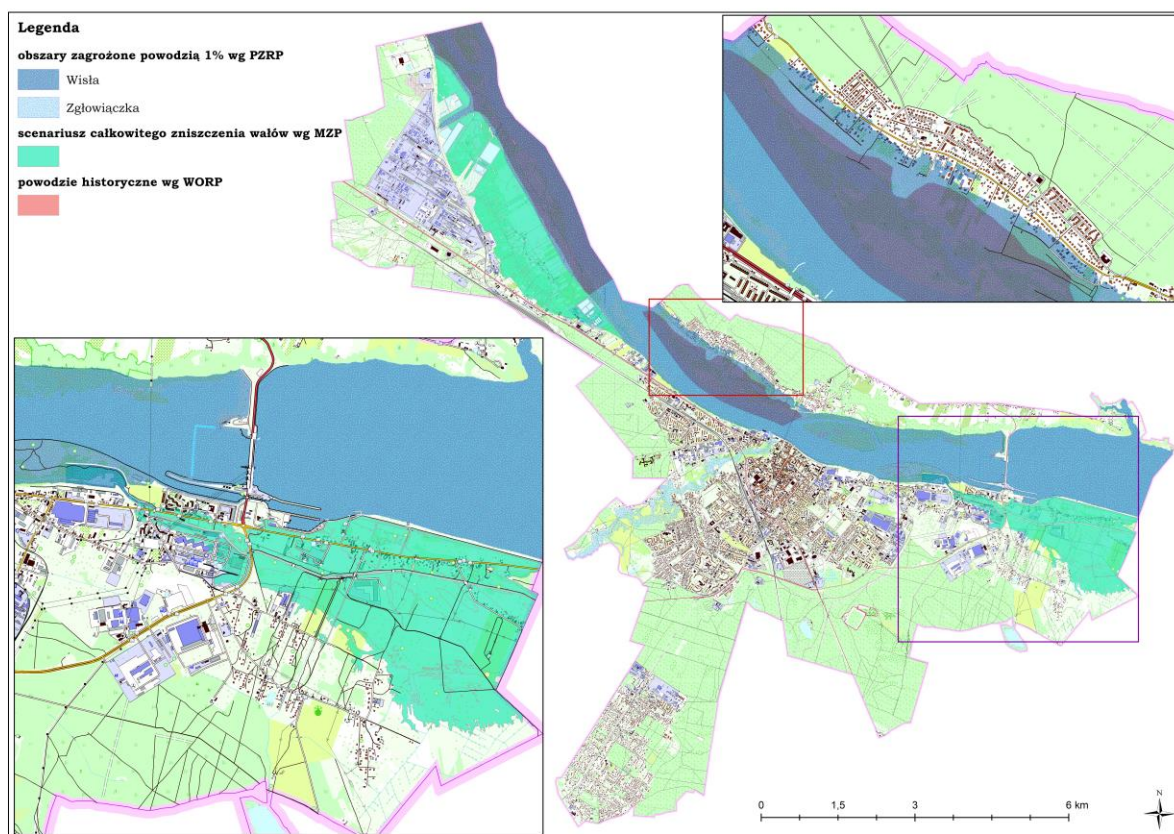 Legenda
obszary zagrożone powodzią 1% wg PZRP
Wisła
Zgłowiączka
scenariusz całkowitego zniszczenia wałów wg MZP
powodzie historyczne wg WORP
0 1,5 3 6 km
N